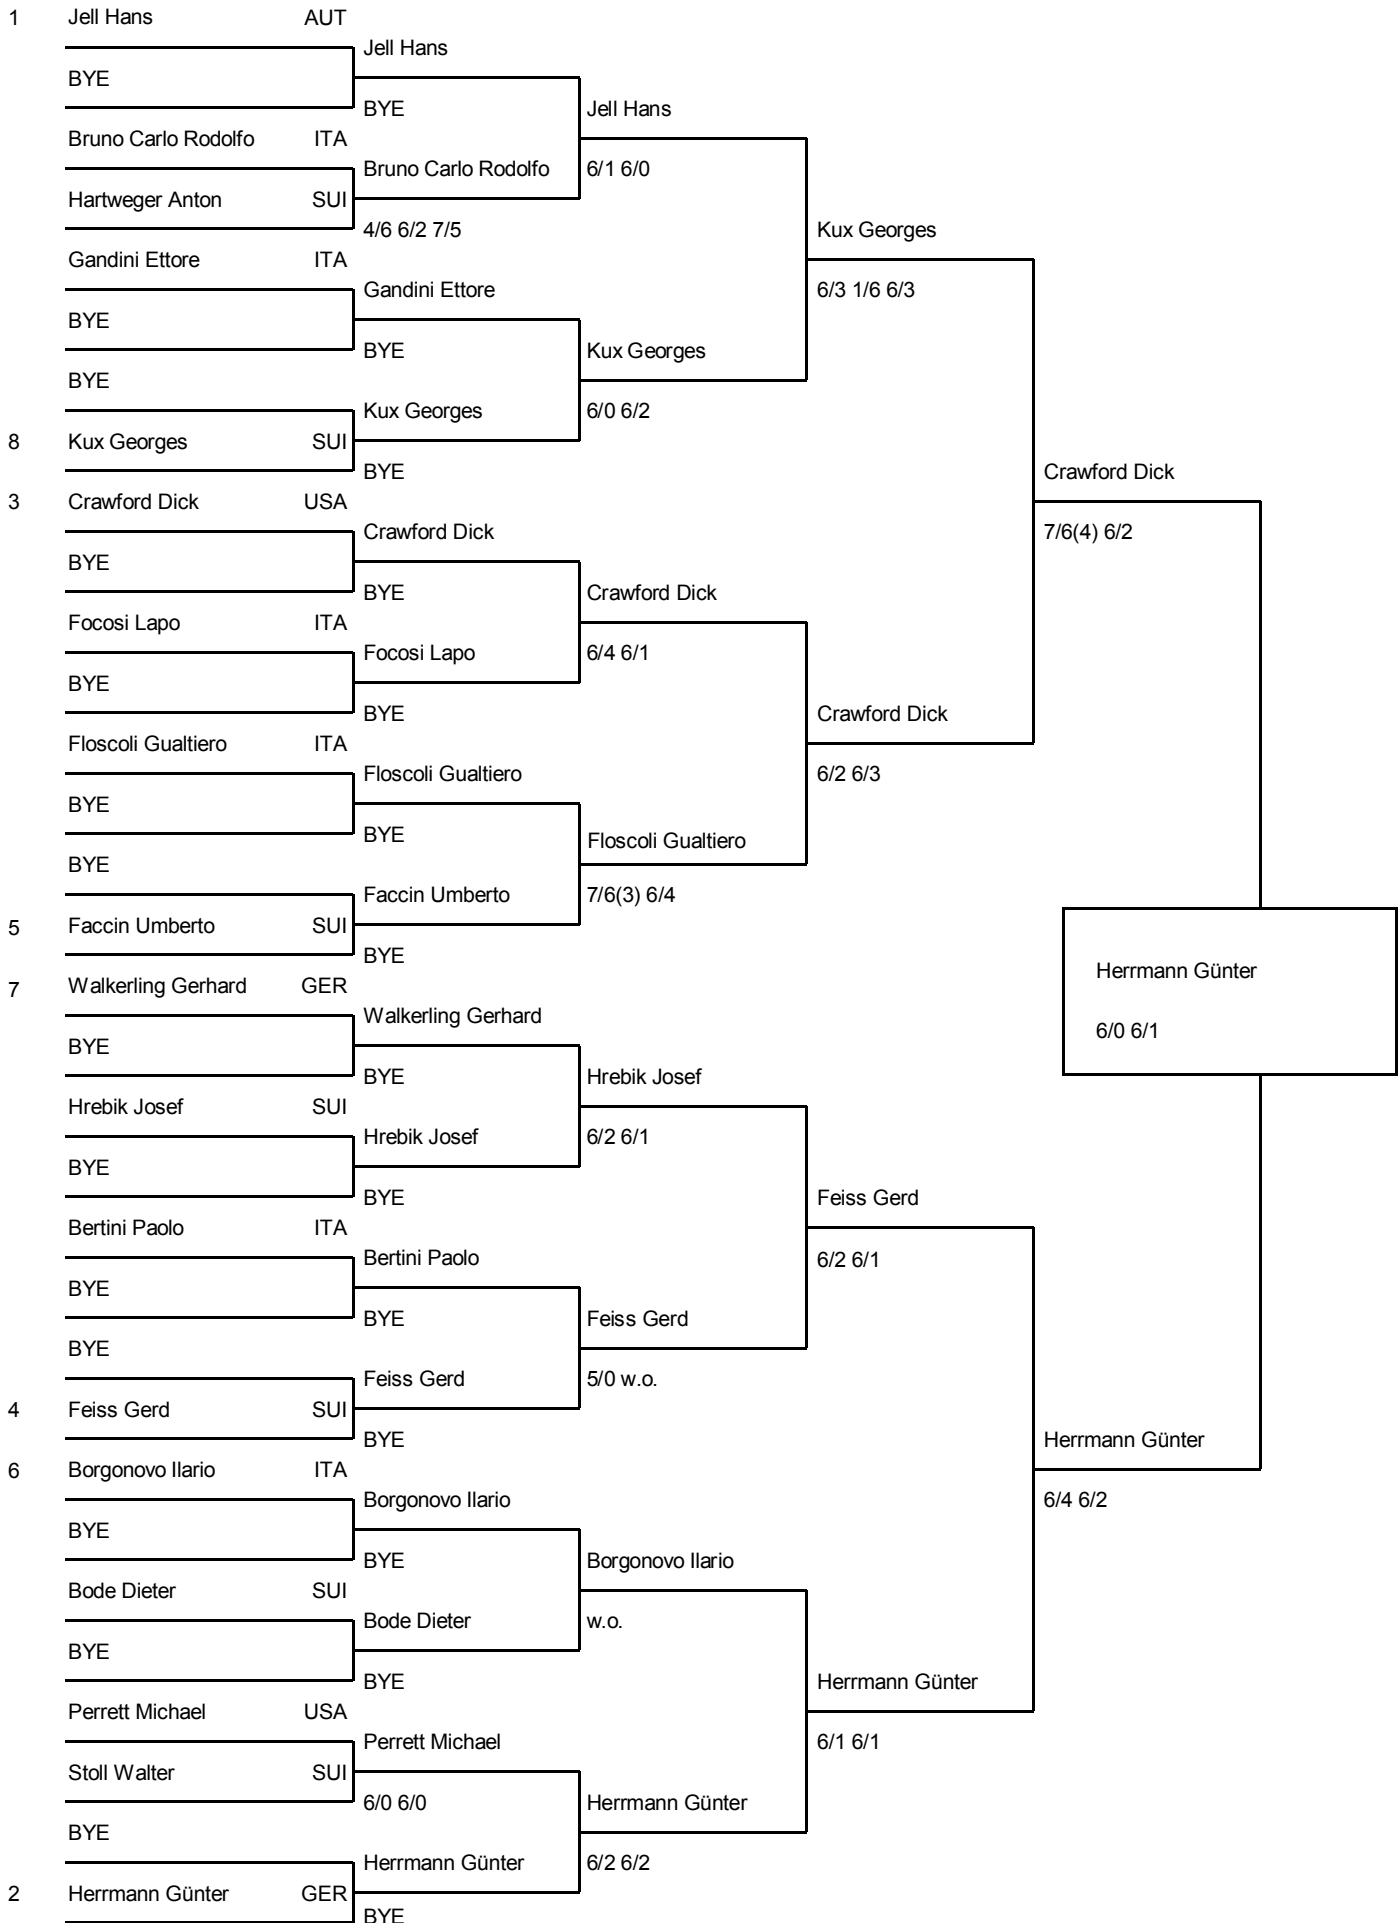 1 Jell Hans AUT
Jell Hans
BYE
BYE Jell Hans
Bruno Carlo Rodolfo ITA
Bruno Carlo Rodolfo 6/1 6/0
Hartweger Anton SUI
4/6 6/2 7/5 Kux Georges
Gandini Ettore ITA
Gandini Ettore 6/3 1/6 6/3
BYE
BYE Kux Georges
BYE
Kux Georges 6/0 6/2
8 Kux Georges SUI
BYE Crawford Dick
3 Crawford Dick USA
Crawford Dick 7/6(4) 6/2
BYE
BYE Crawford Dick
Focosi Lapo ITA
Focosi Lapo 6/4 6/1
BYE
BYE Crawford Dick
Floscoli Gualtiero ITA
Floscoli Gualtiero 6/2 6/3
BYE
BYE Floscoli Gualtiero
BYE
Faccin Umberto 7/6(3) 6/4
5 Faccin Umberto SUI
BYE
Herrmann Günter
7 Walkerling Gerhard GER
Walkerling Gerhard
6/0 6/1
BYE
BYE Hrebik Josef
Hrebik Josef SUI
Hrebik Josef 6/2 6/1
BYE
BYE Feiss Gerd
Bertini Paolo ITA
Bertini Paolo 6/2 6/1
BYE
BYE Feiss Gerd
BYE
Feiss Gerd 5/0 w.o.
4 Feiss Gerd SUI
BYE Herrmann Günter
6 Borgonovo Ilario ITA
Borgonovo Ilario 6/4 6/2
BYE
BYE Borgonovo Ilario
Bode Dieter SUI
Bode Dieter w.o.
BYE
BYE Herrmann Günter
Perrett Michael USA
Perrett Michael 6/1 6/1
Stoll Walter SUI
6/0 6/0 Herrmann Günter
BYE
Herrmann Günter 6/2 6/2
2 Herrmann Günter GER
BYE